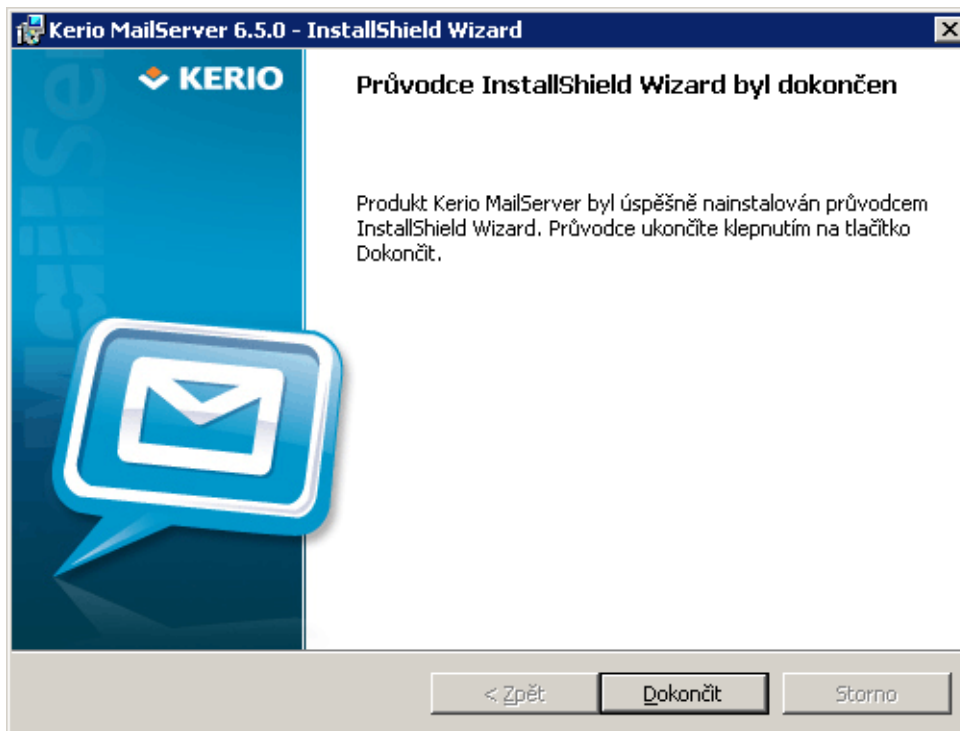 Kerio MailServer 6.5.0 - InstallShield Wizard
KERIO
Průvodce InstallShield Wizard byl dokončen
Produkt Kerio MailServer byl úspěšně nainstalován průvodcem
InstallShield Wizard. Průvodce ukončíte klepnutím na tlačítko
Dokončit.
MailSer
< Zpět
Dokončit
Storno